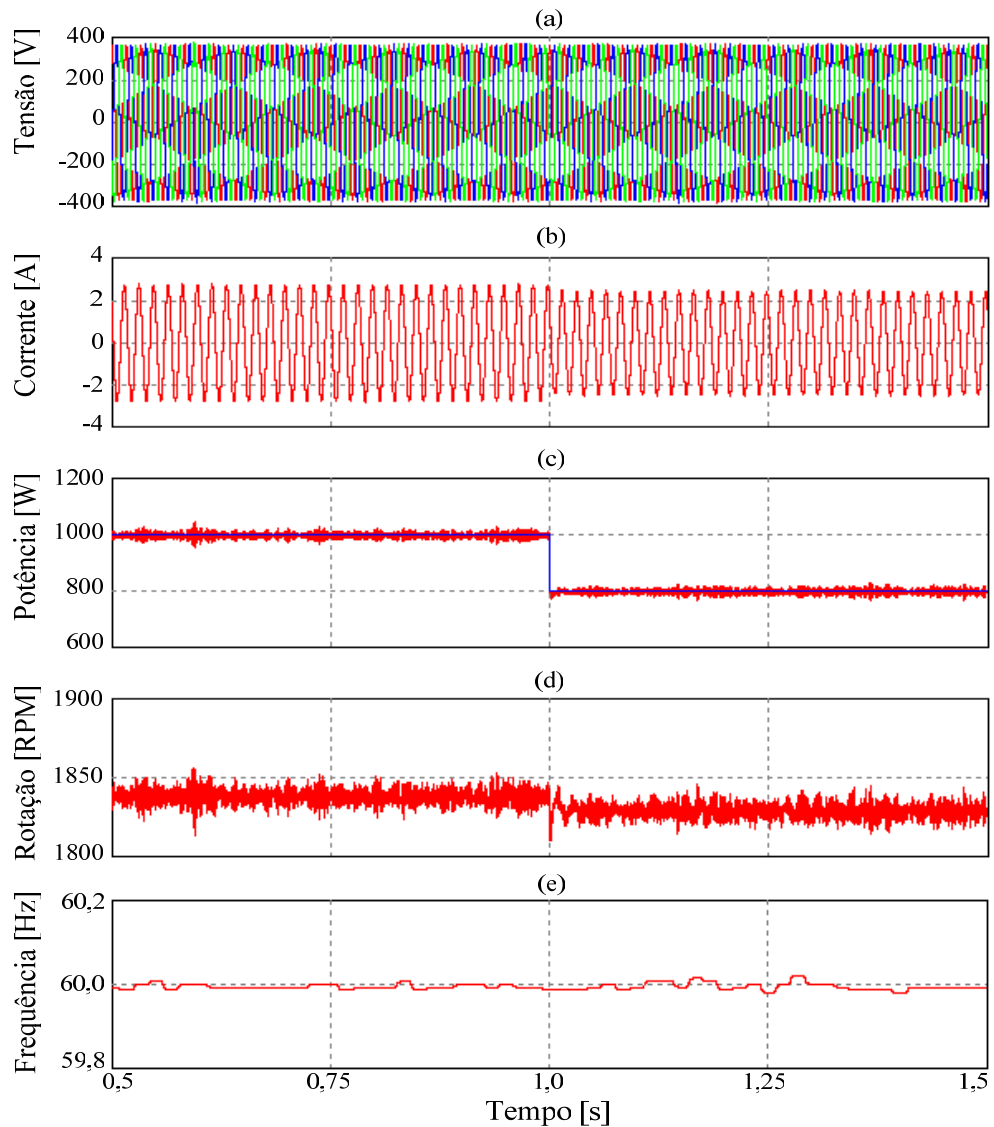 (a)
Tensão [V]
400
200
0
-200
-400
(b)
Corrente [A]
4
2
0
-2
-4
(c)
Potência [W]
1200
1000
800
600
(d)
Rotação [RPM]
1900
1850
1800
(e)
Frequência [Hz]
60,2
60,0
59,8
0,5 0,75 1,0 1,25 1,5
Tempo [s]